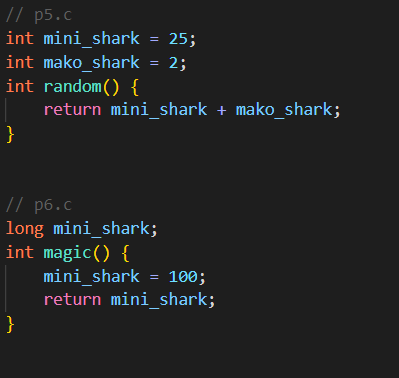 // p5.c
int mini_shark = 25;
int mako_shark = 2;
int random() {
    return mini_shark + mako_shark;
}
// p6.c
long mini_shark;
int magic() {
    mini_shark = 100;
    return mini_shark;
}